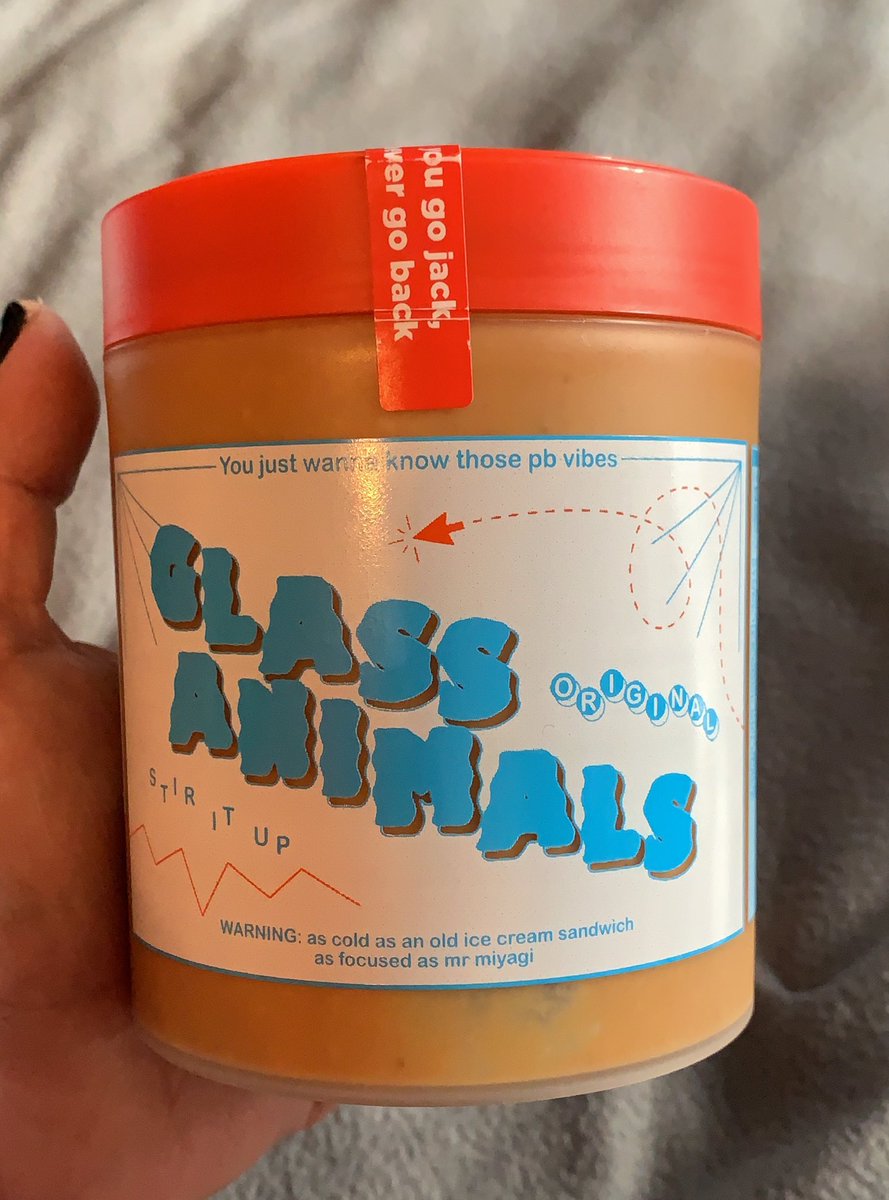 ou go jack,
ver go back
You just wanna know those pb vibes
GLASS
ANIMALS
ORIGINAL
STIR IT UP
WARNING: as cold as an old ice cream sandwich
as focused as mr miyagi